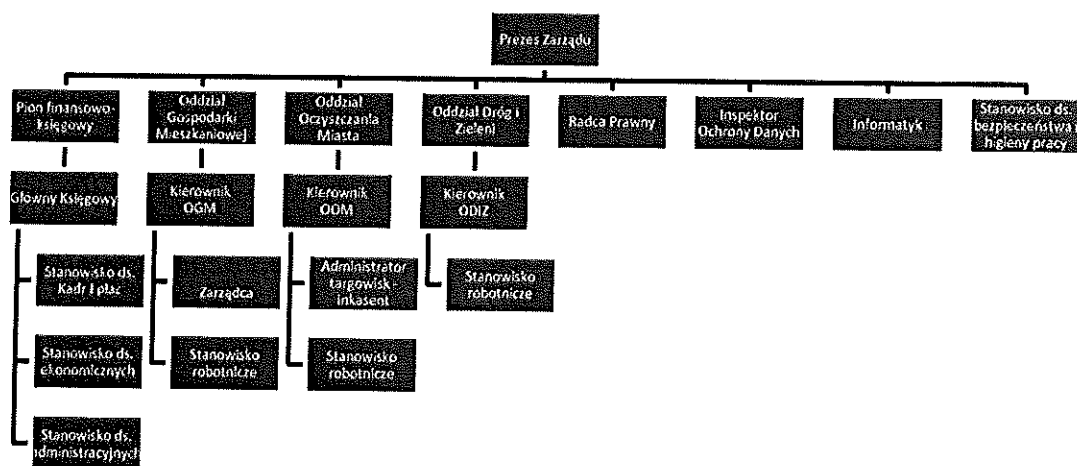 Prezes Zarządu
Pion finansowo-
księgowy
Oddział
Gospodarki
Mieszkaniowej
Oddział
Oczyszczania
Miasta
Oddział Dróg i
Zieleni
Radca Prawny
Inspektor
Ochrony Danych
Informatyk
Stanowisko ds.
bezpieczeństwa i
higieny pracy
Główny Księgowy
Kierownik
OGM
Kierownik
OOM
Kierownik
ODIZ
Stanowisko ds.
Kadr i płac
Zarządca
Administrator
targowisk -
inkasent
Stanowisko
robotnicze
Stanowisko ds.
ekonomicznych
Stanowisko
robotnicze
Stanowisko
robotnicze
Stanowisko ds.
administracyjnych